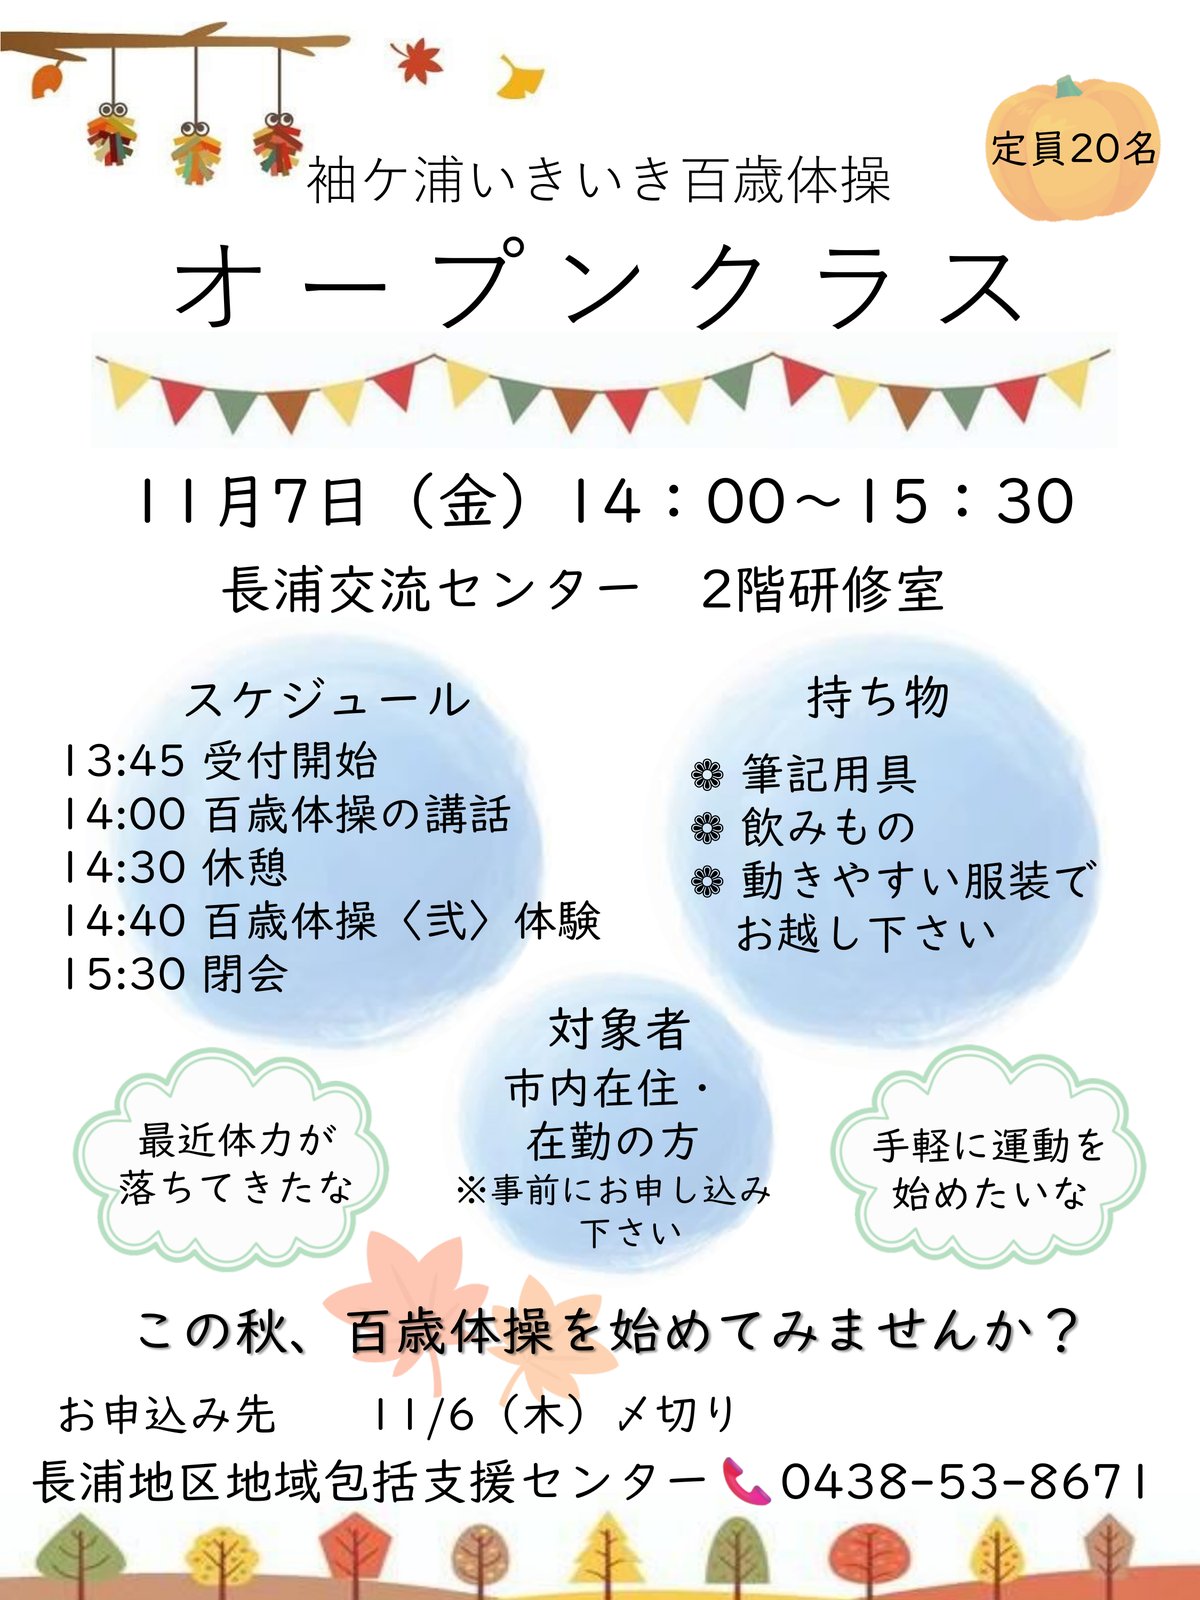 定員20名
袖ケ浦いきいき百歳体操
オープンクラス
11月7日（金）14：00～15：30
長浦交流センター　2階研修室
スケジュール
13:45 受付開始
14:00 百歳体操の講話
14:30 休憩
14:40 百歳体操〈弐〉体験
15:30 閉会
持ち物
❁ 筆記用具
❁ 飲みもの
❁ 動きやすい服装で
お越し下さい
対象者
市内在住・
在勤の方
※事前にお申し込み
下さい
最近体力が
落ちてきたな
手軽に運動を
始めたいな
この秋、百歳体操を始めてみませんか？
お申込み先　　11/6（木）〆切り
長浦地区地域包括支援センター📞0438-53-8671